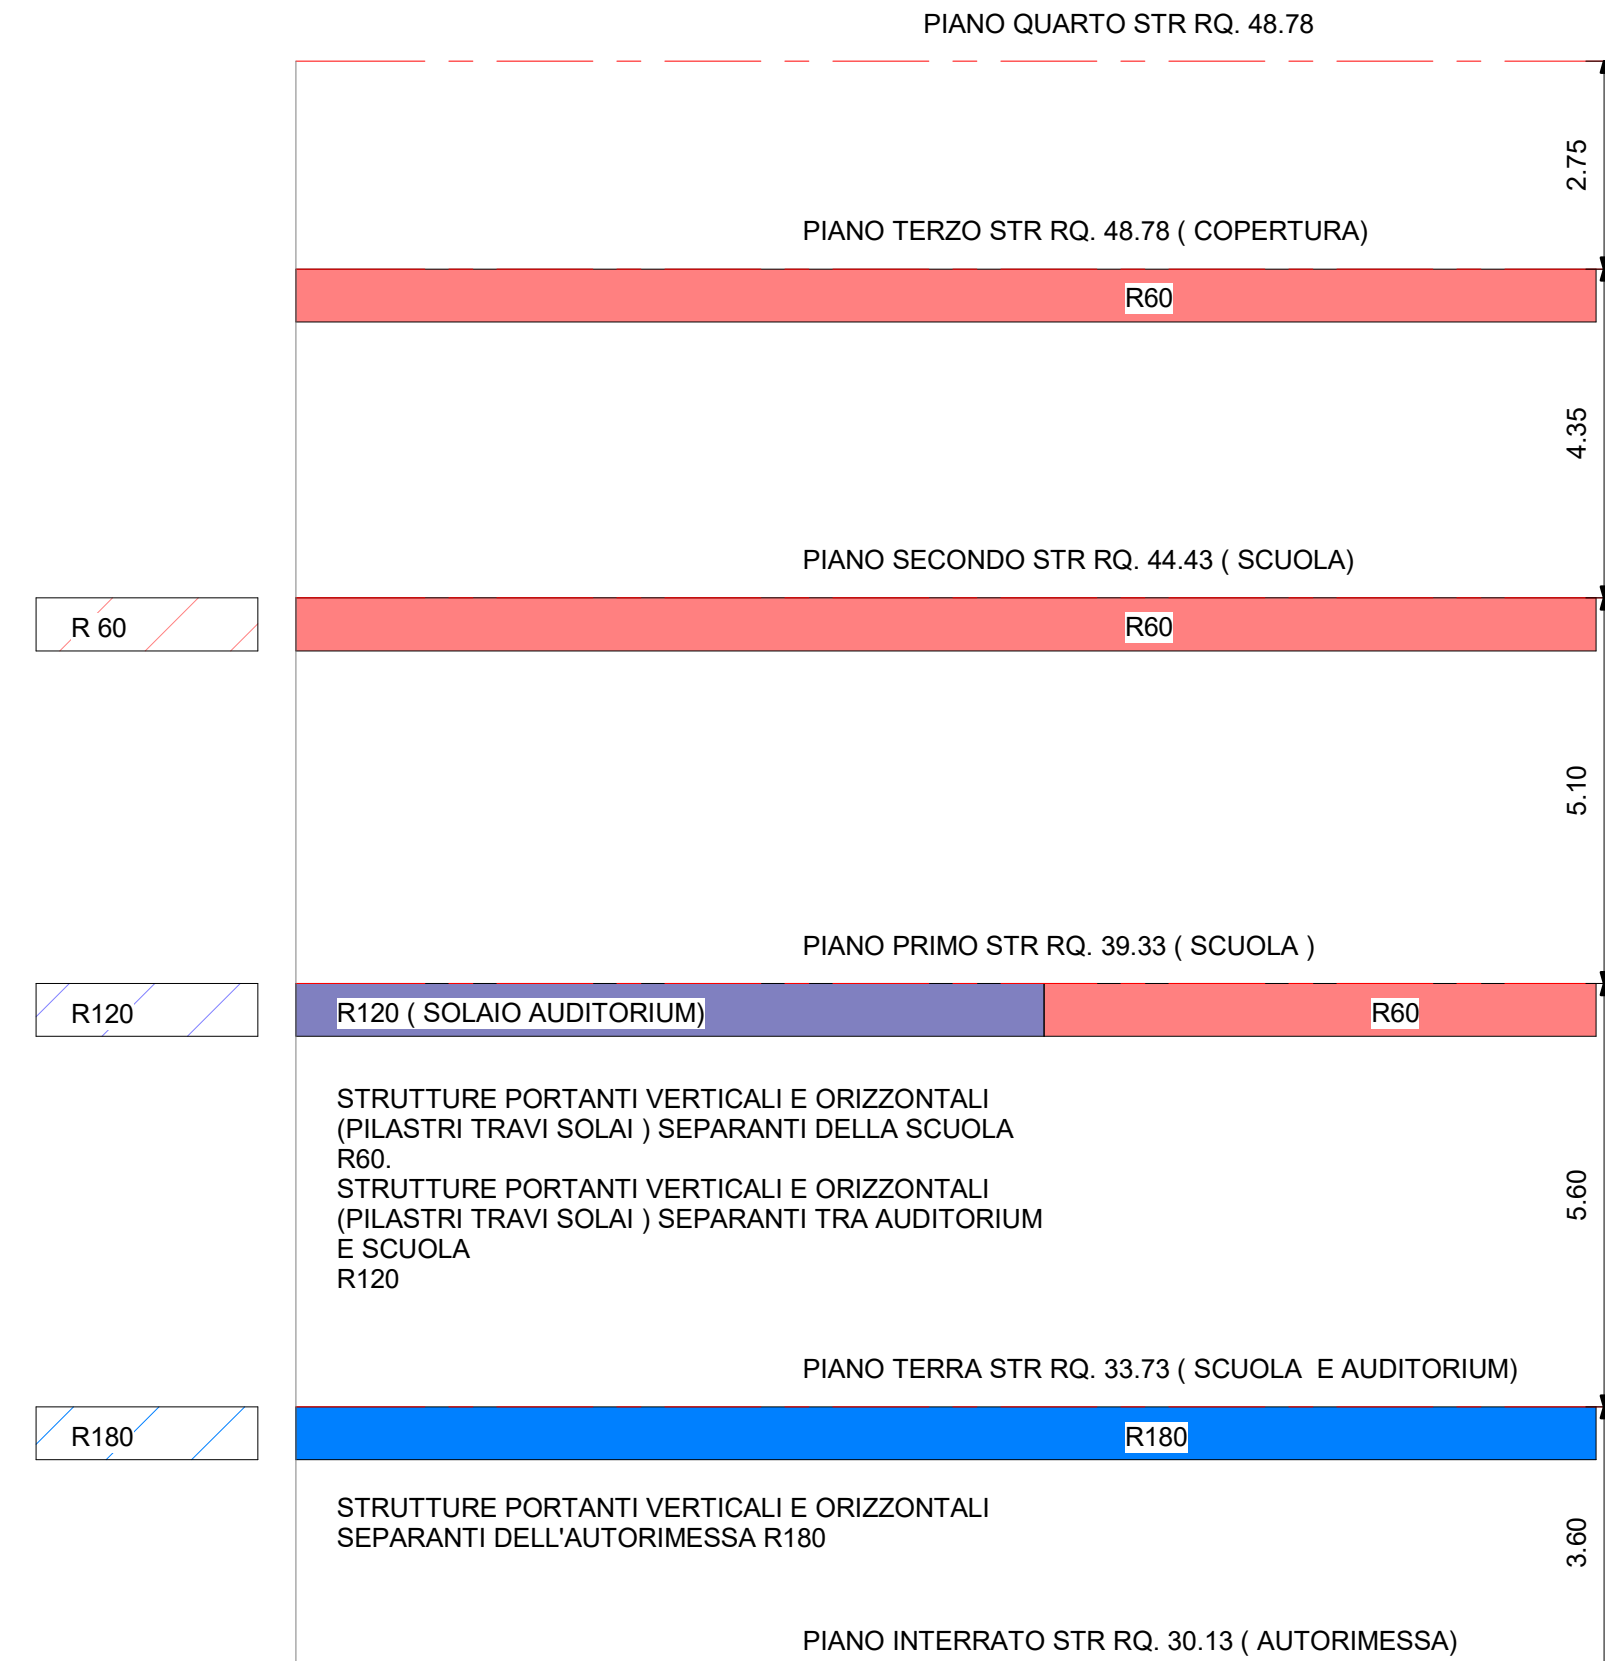 PIANO QUARTO STR RQ. 48.78
2.75
PIANO TERZO STR RQ. 48.78 ( COPERTURA)
R60
4.35
PIANO SECONDO STR RQ. 44.43 ( SCUOLA)
R 60
R60
5.10
PIANO PRIMO STR RQ. 39.33 ( SCUOLA )
R120
R120 ( SOLAIO AUDITORIUM)
R60
STRUTTURE PORTANTI VERTICALI E ORIZZONTALI
(PILASTRI TRAVI SOLAI ) SEPARANTI DELLA SCUOLA
R60.
STRUTTURE PORTANTI VERTICALI E ORIZZONTALI
(PILASTRI TRAVI SOLAI ) SEPARANTI TRA AUDITORIUM
E SCUOLA
R120
5.60
PIANO TERRA STR RQ. 33.73 ( SCUOLA  E AUDITORIUM)
R180
R180
STRUTTURE PORTANTI VERTICALI E ORIZZONTALI
SEPARANTI DELL'AUTORIMESSA R180
3.60
PIANO INTERRATO STR RQ. 30.13 ( AUTORIMESSA)